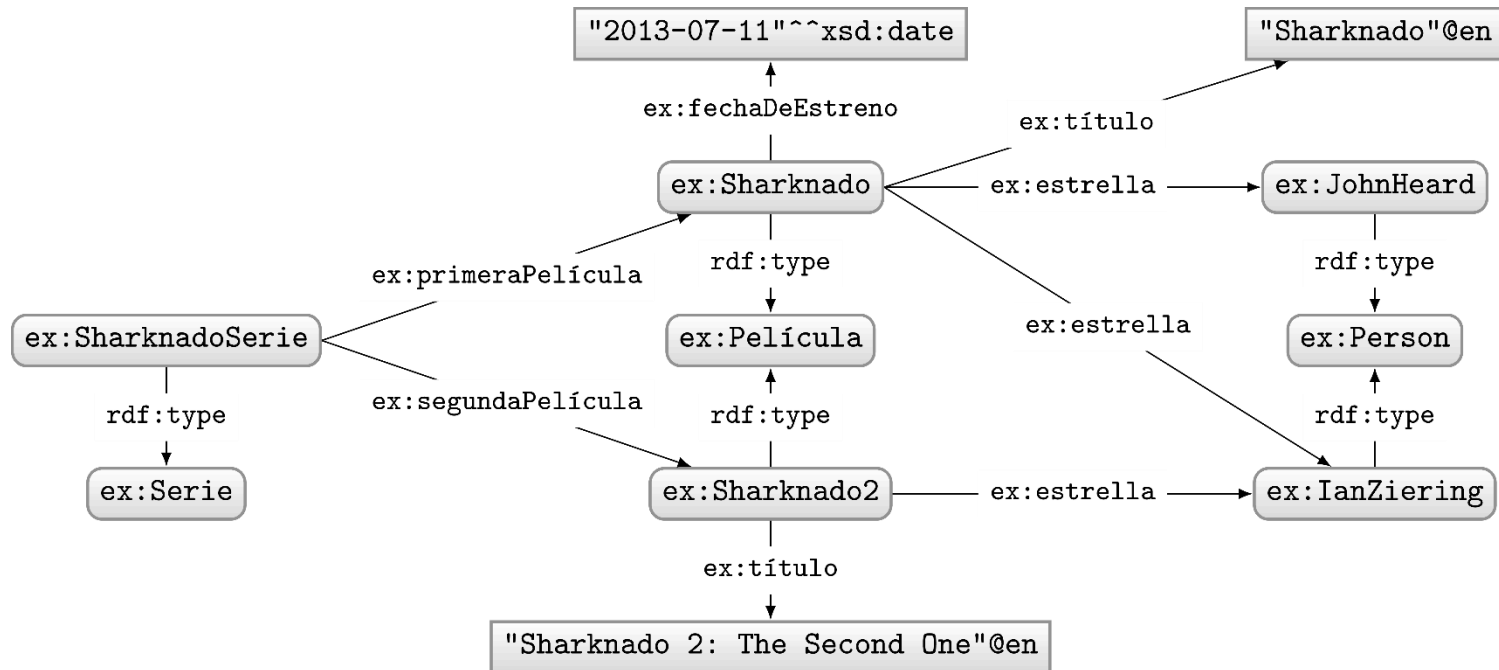 "2013-07-11"^^xsd:date
"Sharknado"@en
ex:fechaDeEstreno
ex:título
ex:Sharknado
ex:estrella
ex:JohnHeard
ex:primeraPelícula
rdf:type
rdf:type
ex:SharknadoSerie
ex:Película
ex:estrella
ex:Person
rdf:type
ex:segundaPelícula
rdf:type
rdf:type
ex:Serie
ex:Sharknado2
ex:estrella
ex:IanZiering
ex:título
"Sharknado 2: The Second One"@en